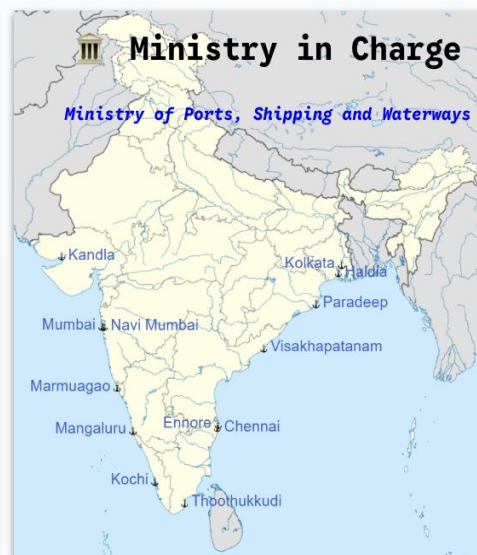 Ministry in Charge
Ministry of Ports, Shipping and Waterways
Kandla
Kolkata
Haldia
Paradeep
Mumbai
Navi Mumbai
Visakhapatanam
Marmuagao
Ennore
Chennai
Mangaluru
Kochi
Thoothukkudi